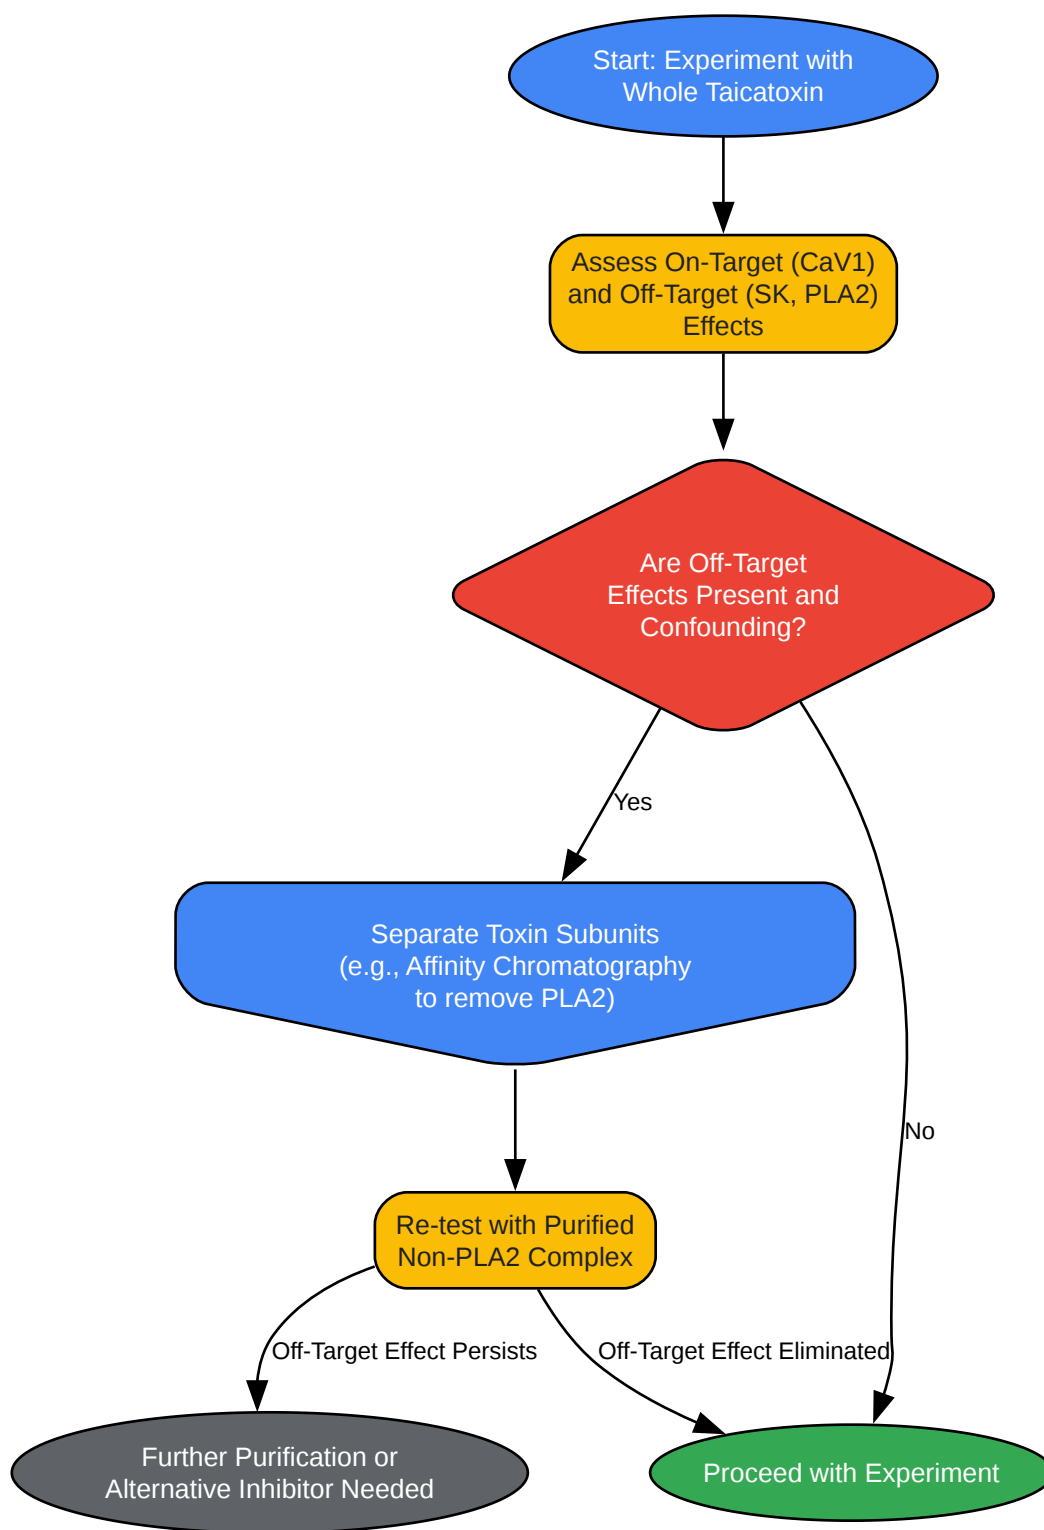 Start: Experiment with
Whole Taicatoxin
Assess On-Target (CaV1)
and Off-Target (SK, PLA2)
Effects
Are Off-Target
Effects Present and
Confounding?
Yes
Separate Toxin Subunits
(e.g., Affinity Chromatography
to remove PLA2)
No
Re-test with Purified
Non-PLA2 Complex
Off-Target Effect Persists
Off-Target Effect Eliminated
Further Purification or
Alternative Inhibitor Needed
Proceed with Experiment